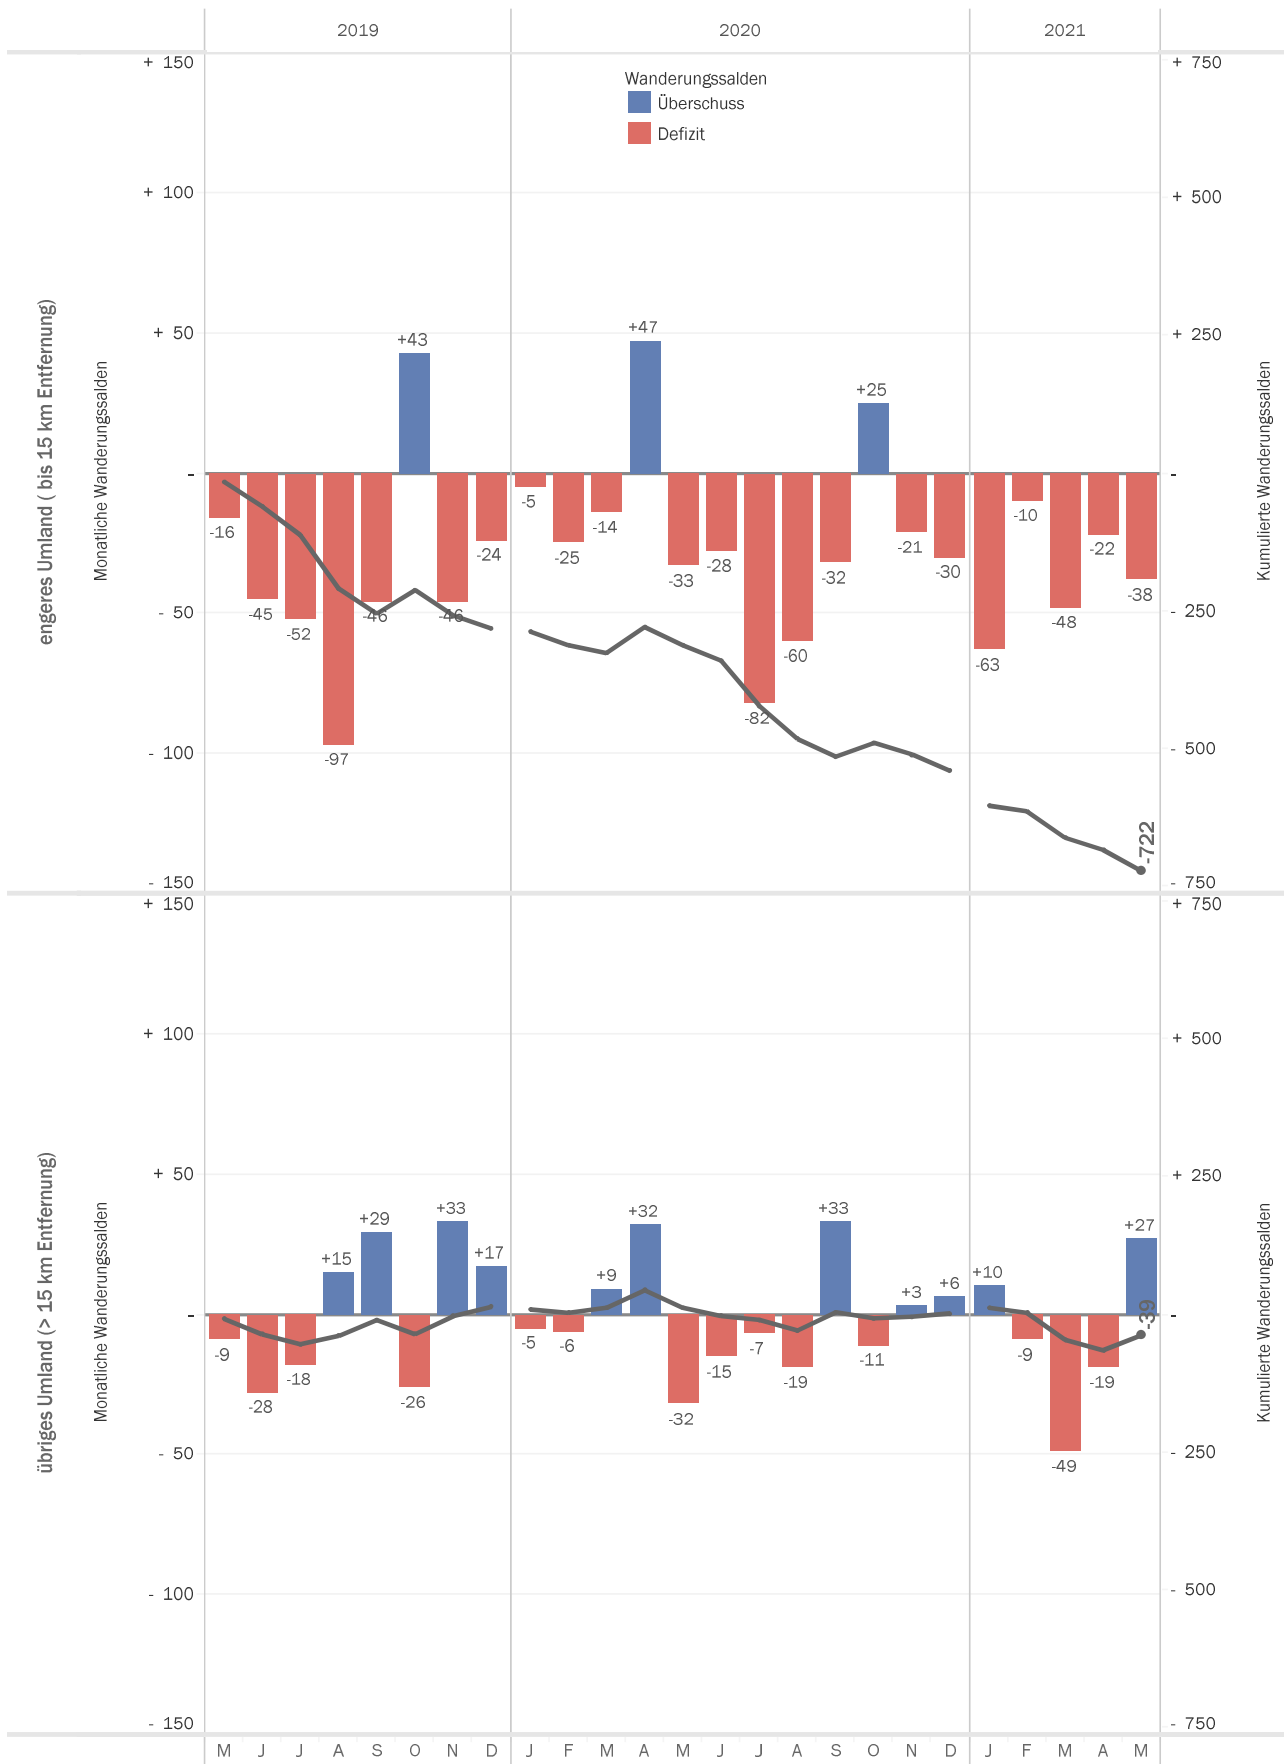 2019 2020 2021
Wanderungssalden
Überschuss
Defizit
engeres Umland ( bis 15 km Entfernung)
Monatliche Wanderungssalden
+ 150
+ 100
+ 50
-
- 50
- 100
- 150
+43 +47 +25
-16 -45 -52 -97 -46 -46 -24 -5 -25 -14 -33 -28 -82 -60 -32 -21 -30 -63 -10 -48 -22 -38
-722
+ 750
+ 500
+ 250
-
- 250
- 500
- 750
Kumulierte Wanderungssalden
übriges Umland (> 15 km Entfernung)
Monatliche Wanderungssalden
+ 150
+ 100
+ 50
-
- 50
- 100
- 150
+15 +29 +33 +17 +9 +32 +33 +3 +6 +10 +27
-9 -28 -18 -26 -5 -6 -32 -15 -7 -19 -11 -9 -49 -19
-39
+ 750
+ 500
+ 250
-
- 250
- 500
- 750
Kumulierte Wanderungssalden
M J J A S O N D J F M A M J J A S O N D J F M A M